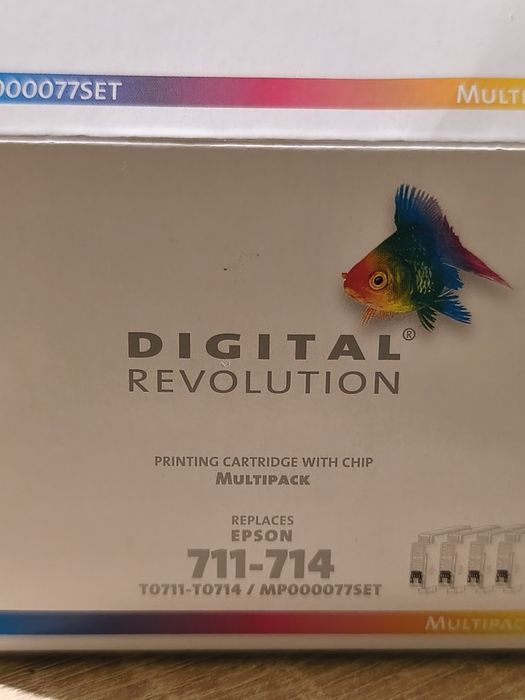 000077SET MULTI
DIGITAL®
REVOLUTION
PRINTING CARTRIDGE WITH CHIP
MULTIPACK
REPLACES
EPSON
711-714
T0711-T0714 / MP000077SET
MULTIPAC